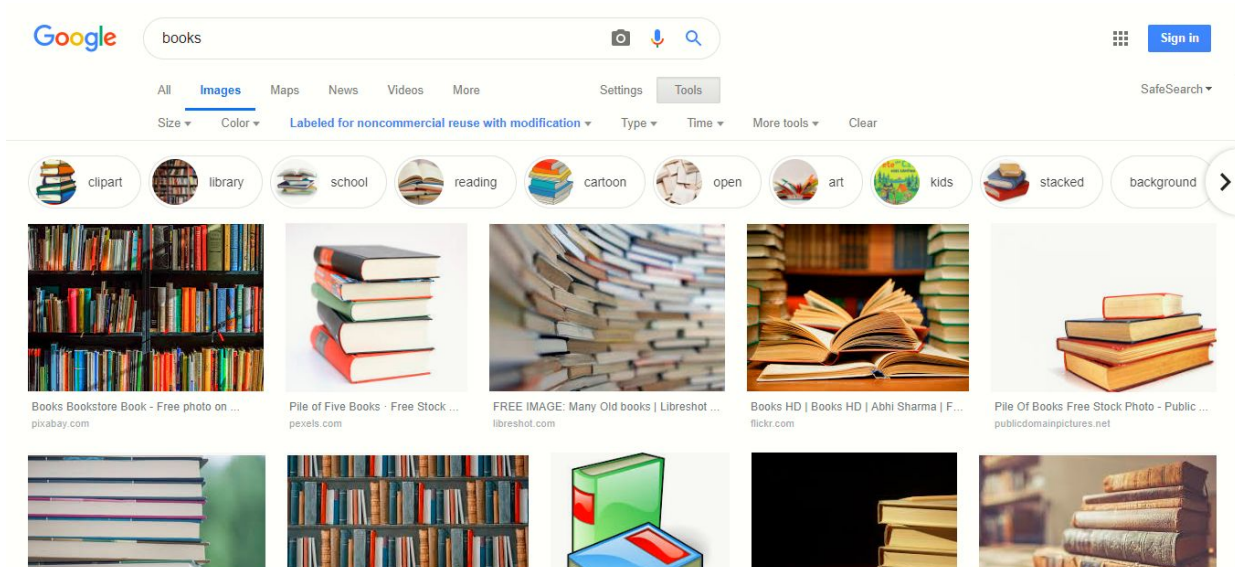 Google books Sign in
All Images Maps News Videos More Settings Tools SafeSearch
Size Color Labeled for noncommercial reuse with modification Type Time More tools Clear
clipart library school reading cartoon open art kids stacked background
Books Bookstore Book - Free photo on ... Pile of Five Books · Free Stock ... FREE IMAGE: Many Old books | Libreshot ... Books HD | Books HD | Abhi Sharma | F... Pile Of Books Free Stock Photo - Public ...
pixabay.com pexels.com libreshot.com flickr.com publicdomainpictures.net